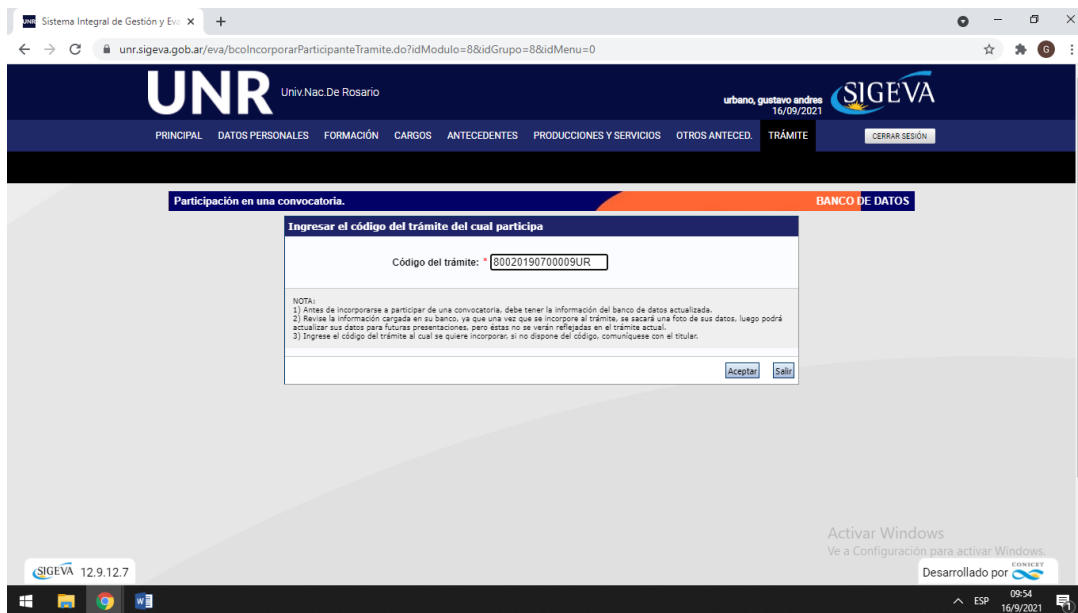 UNR Sistema Integral de Gestión y Eva
unr.sigeva.gob.ar/eva/bcoIncorporarParticipanteTramite.do?idModulo=8&idGrupo=8&idMenu=0
G
UNR Univ.Nac.De Rosario
urbano, gustavo andres
16/09/2021
SIGEVA
PRINCIPAL DATOS PERSONALES FORMACIÓN CARGOS ANTECEDENTES PRODUCCIONES Y SERVICIOS OTROS ANTECED. TRÁMITE CERRAR SESIÓN
Participación en una convocatoria. BANCO DE DATOS
Ingresar el código del trámite del cual participa
Código del trámite: * 80020190700009UR
NOTA:
1) Antes de incorporarse a participar de una convocatoria, debe tener la información del banco de datos actualizada.
2) Revise la información cargada en su banco, ya que una vez que se incorpore al trámite, se sacará una foto de sus datos, luego podrá
actualizar sus datos para futuras presentaciones, pero éstas no se verán reflejadas en el trámite actual.
3) Ingrese el código del trámite al cual se quiere incorporar, si no dispone del código, comuníquese con el titular.
Aceptar Salir
Activar Windows
Ve a Configuración para activar Windows.
SIGEVA 12.9.12.7
Desarrollado por CONICET
ESP
09:54
16/9/2021